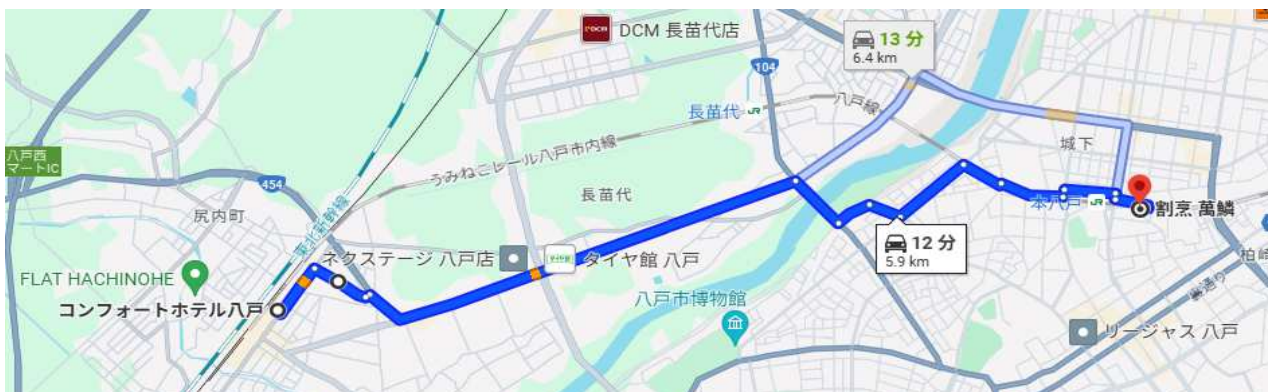 DCM 長苗代店
104
13 分
6.4 km
長苗代
八戸線
城下
八戸西
マートIC
うみねこレール八戸市内線
454
長苗代
尻内町
東北新幹線
本八戸
割烹 萬鱗
12 分
5.9 km
ネクステージ 八戸店
タイヤ館 八戸
柏崎
FLAT HACHINOHE
コンフォートホテル八戸
八戸市博物館
裏通り
リージャス 八戸